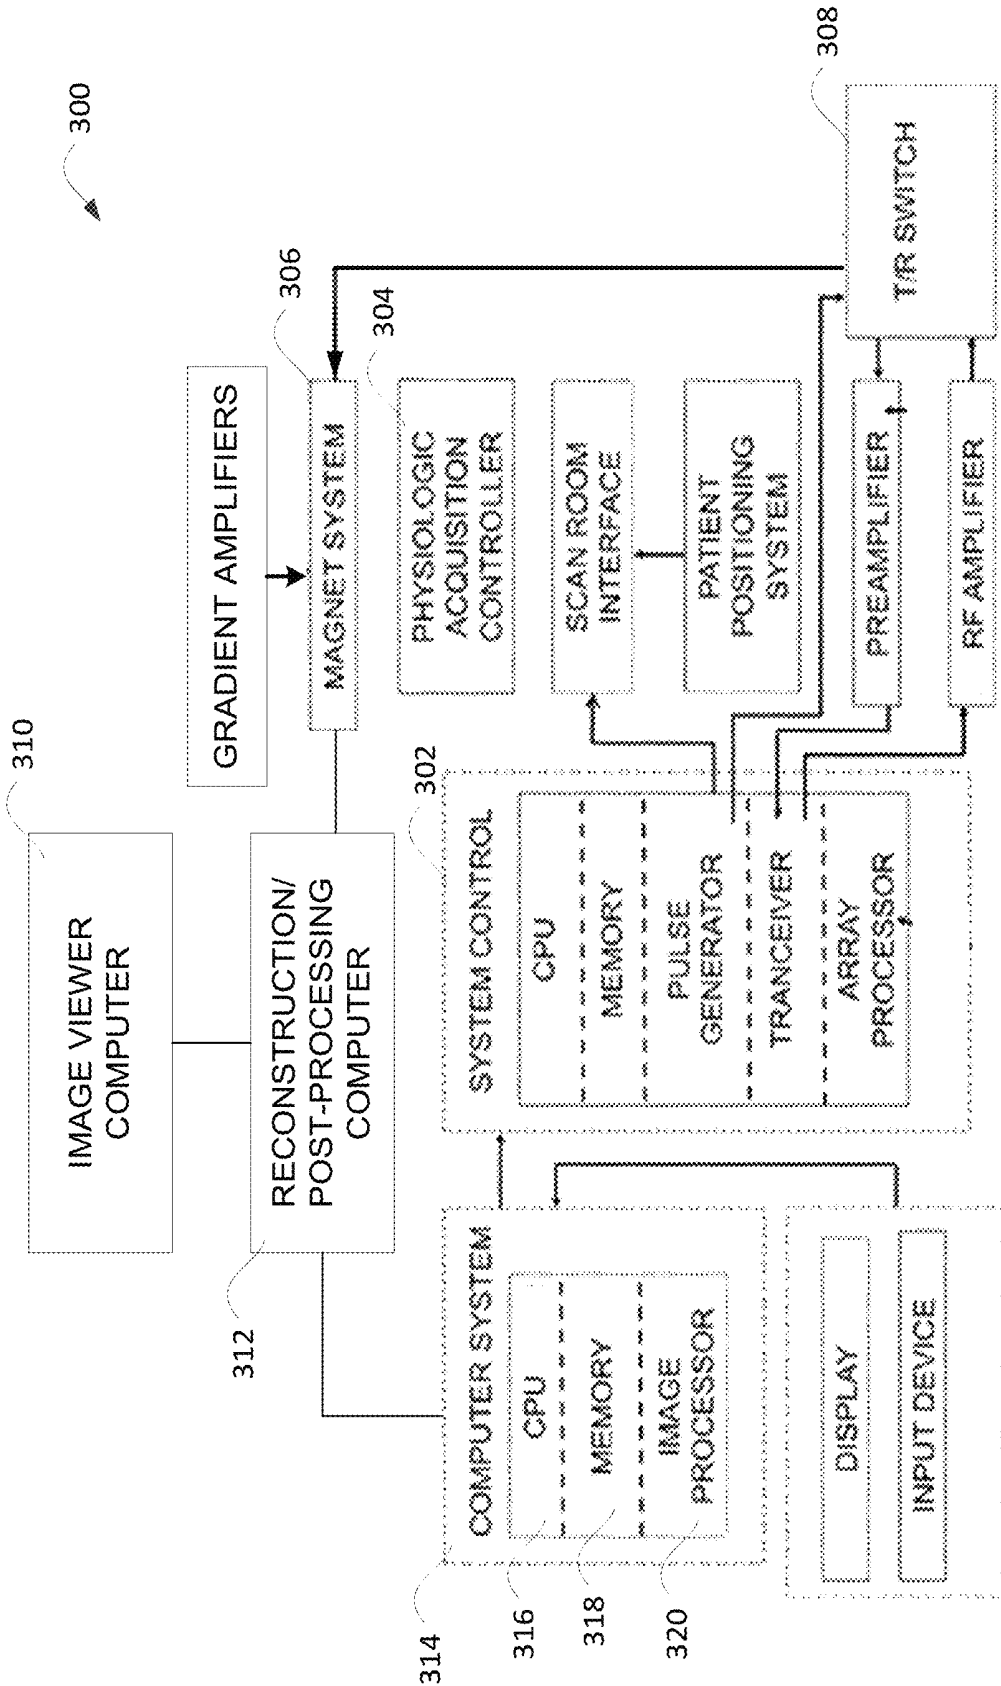 300
310
IMAGE VIEWER
COMPUTER
GRADIENT AMPLIFIERS
306
312
RECONSTRUCTION/
POST-PROCESSING
COMPUTER
MAGNET SYSTEM
304
PHYSIOLOGIC
ACQUISITION
CONTROLLER
314
COMPUTER SYSTEM
316
CPU
318
MEMORY
320
IMAGE
PROCESSOR
302
SYSTEM CONTROL
CPU
MEMORY
PULSE
GENERATOR
TRANCEIVER
ARRAY
PROCESSOR
SCAN ROOM
INTERFACE
PATIENT
POSITIONING
SYSTEM
308
T/R SWITCH
DISPLAY
INPUT DEVICE
PREAMPLIFIER
RF AMPLIFIER